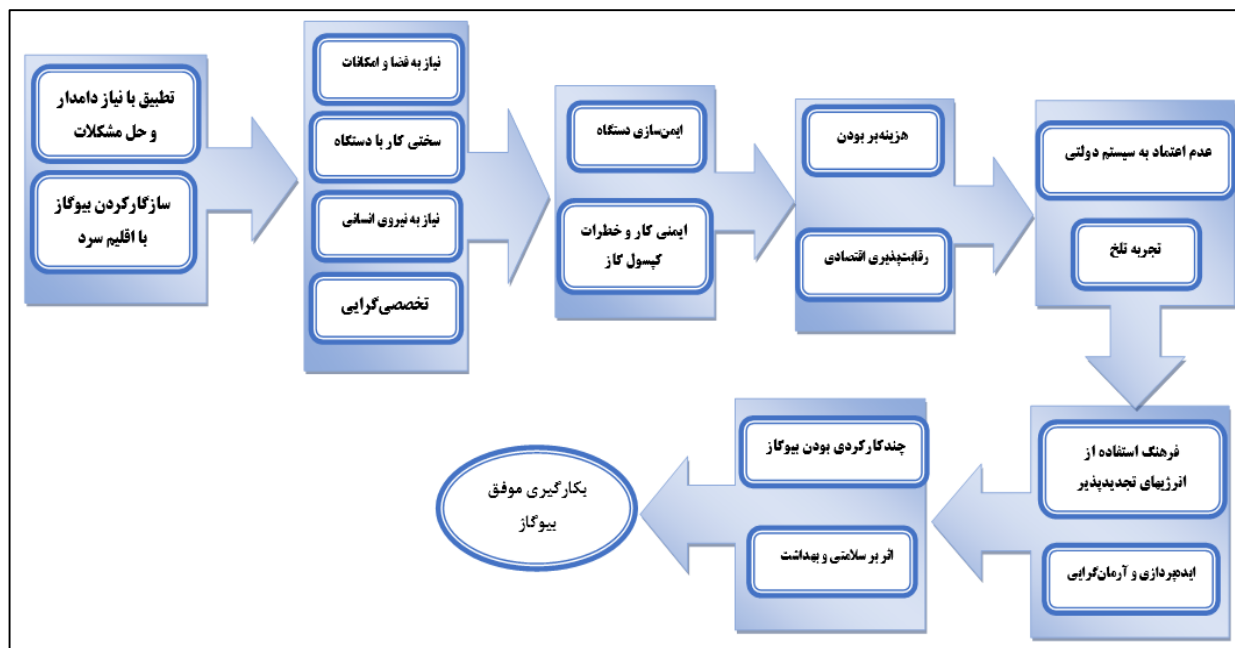 تطبیق با نیاز دامدار
و حل مشکلات
سازگارکردن بیوگاز
با اقلیم سرد
نیاز به فضا و امکانات
سختی کار با دستگاه
نیاز به نیروی انسانی
تخصصی‌گرایی
ایمن‌سازی دستگاه
ایمنی کار و خطرات
کپسول گاز
هزینه‌بر بودن
رقابت‌پذیری اقتصادی
عدم اعتماد به سیستم دولتی
تجربه تلخ
فرهنگ استفاده از
انرژیهای تجدیدپذیر
ایده‌پردازی و آرمان‌گرایی
چندکارکردی بودن بیوگاز
اثر بر سلامتی و بهداشت
بکارگیری موفق
بیوگاز